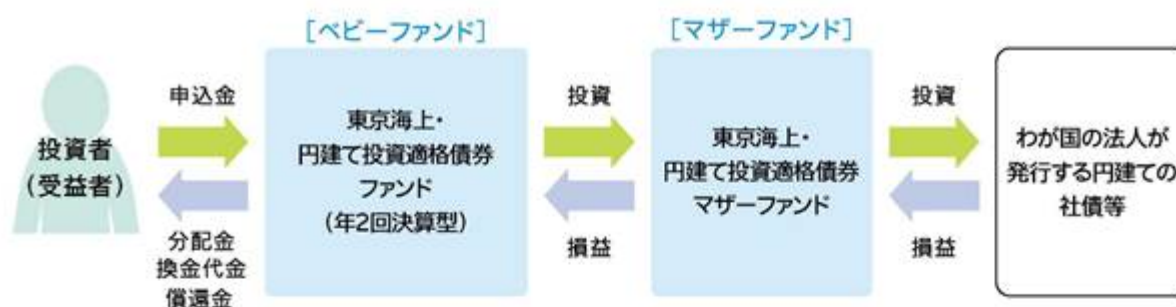 [ベビーファンド]
[マザーファンド]
投資者
(受益者)
申込金
分配金
換金代金
償還金
東京海上・
円建て投資適格債券
ファンド
(年2回決算型)
投資
損益
東京海上・
円建て投資適格債券
マザーファンド
投資
損益
わが国の法人が
発行する円建ての
社債等